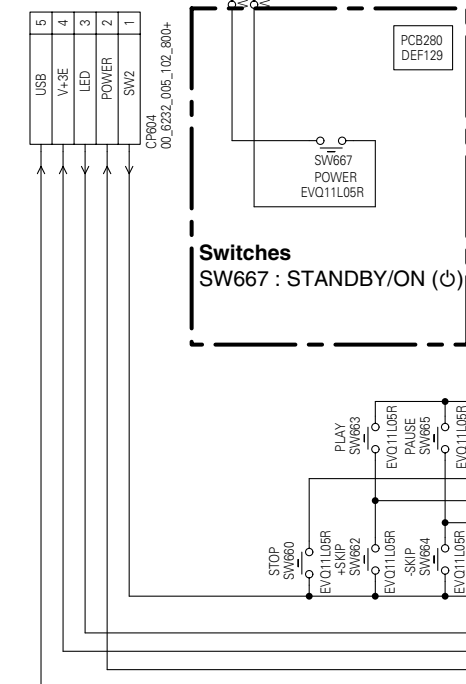 5
4
3
2
1
USB
V+3E
LED
POWER
SW2
CP604
00_6232_005_102_800+
PCB280
DEF129
SW667
POWER
EVQ11L05R
Switches
SW667 : STANDBY/ON (⏻)
PLAY
SW663
EVQ11L05R
PAUSE
SW665
EVQ11L05R
STOP
SW660
EVQ11L05R
+SKIP
SW662
EVQ11L05R
-SKIP
SW664
EVQ11L05R